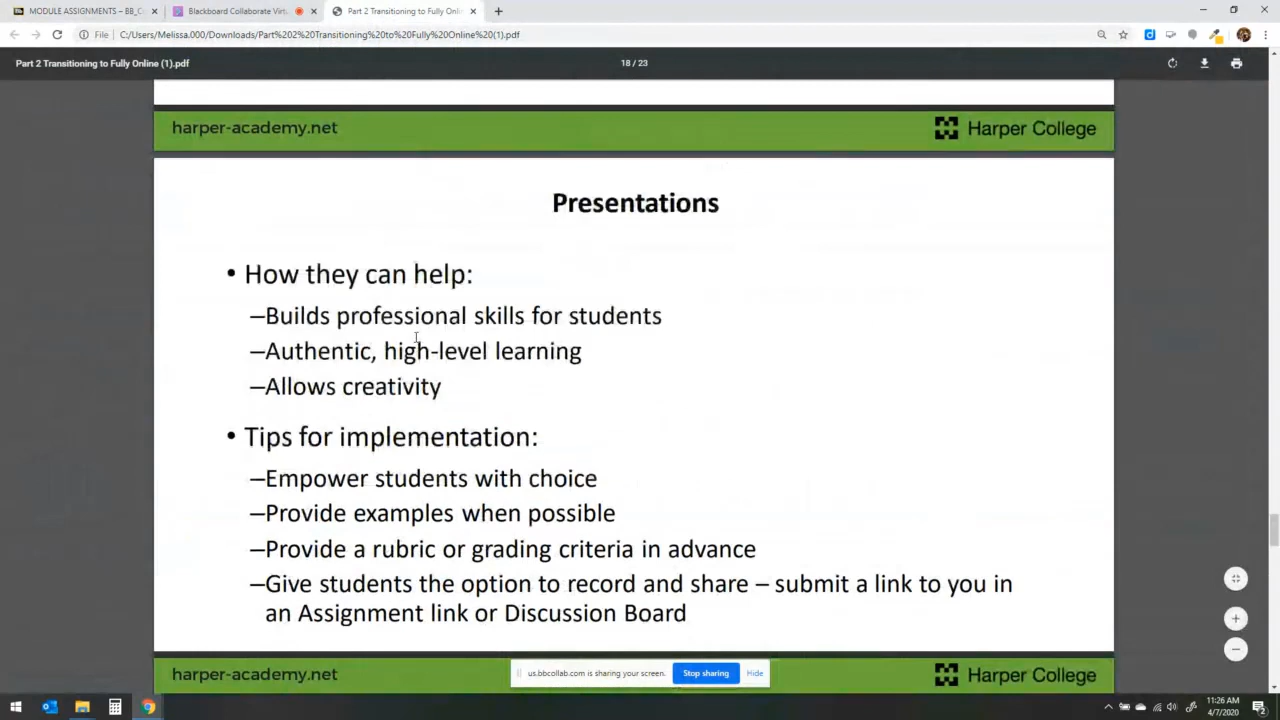 MODULE ASSIGNMENTS – BB_C
Blackboard Collaborate Virt
Part 2 Transitioning to Fully Onlin
File
C:/Users/Melissa.000/Downloads/Part%202%20Transitioning%20to%20Fully%20Online%20(1).pdf
Part 2 Transitioning to Fully Online (1).pdf
18 / 23
harper-academy.net
Harper College
Presentations
• How they can help:
–Builds professional skills for students
–Authentic, high-level learning
–Allows creativity
• Tips for implementation:
–Empower students with choice
–Provide examples when possible
–Provide a rubric or grading criteria in advance
–Give students the option to record and share – submit a link to you in
an Assignment link or Discussion Board
harper-academy.net
us.bbcollab.com is sharing your screen.
Stop sharing
Hide
Harper College
11:26 AM
4/7/2020
2